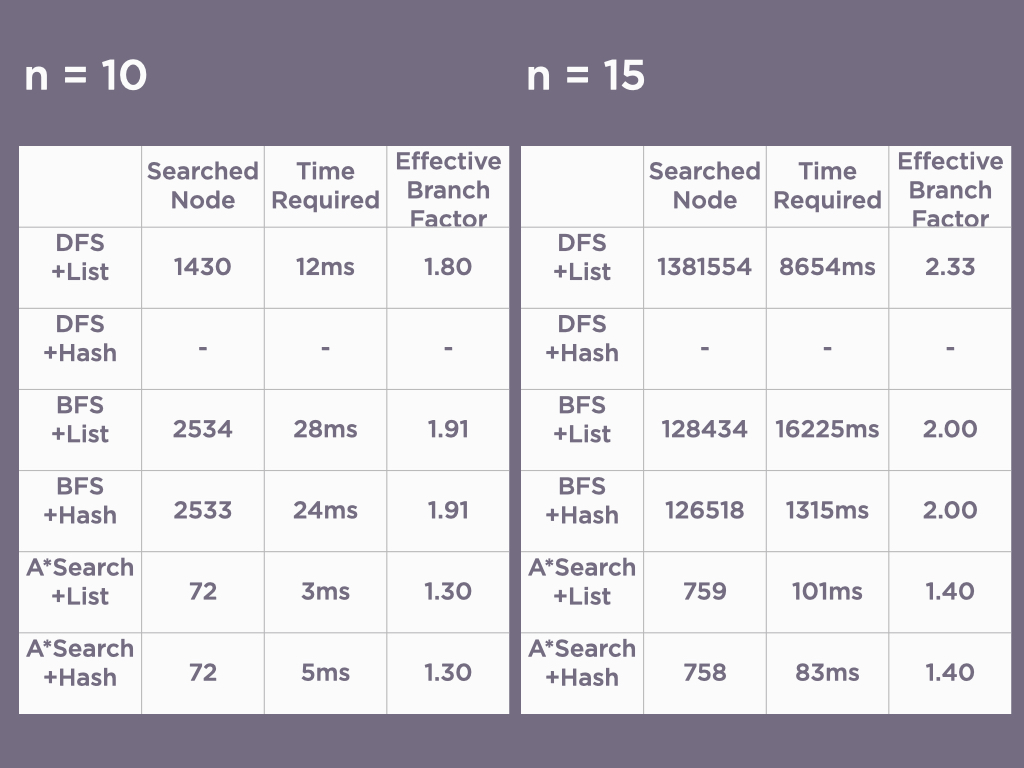 n = 10
Searched Node Time Required Effective Branch Factor
DFS +List 1430 12ms 1.80
DFS +Hash - - -
BFS +List 2534 28ms 1.91
BFS +Hash 2533 24ms 1.91
A*Search +List 72 3ms 1.30
A*Search +Hash 72 5ms 1.30
n = 15
Searched Node Time Required Effective Branch Factor
DFS +List 1381554 8654ms 2.33
DFS +Hash - - -
BFS +List 128434 16225ms 2.00
BFS +Hash 126518 1315ms 2.00
A*Search +List 759 101ms 1.40
A*Search +Hash 758 83ms 1.40